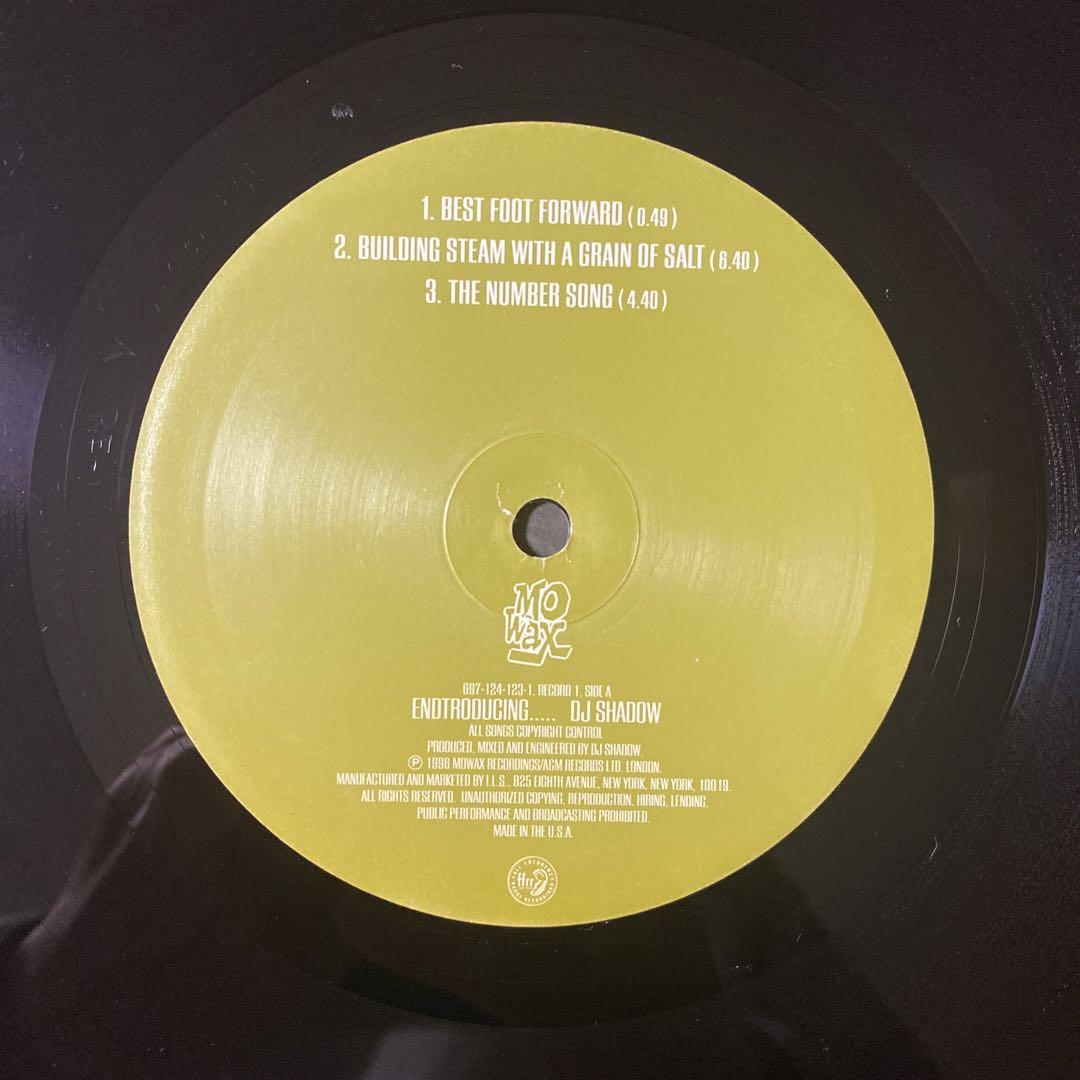 1. BEST FOOT FORWARD (0.49)
2. BUILDING STEAM WITH A GRAIN OF SALT (6.40)
3. THE NUMBER SONG (4.40)
MO
WAX
697-124-123-1, RECORD 1, SIDE A
ENDTRODUCING..... DJ SHADOW
ALL SONGS COPYRIGHT CONTROL
PRODUCED, MIXED AND ENGINEERED BY DJ SHADOW.
Ⓟ 1996 MOWAX RECORDINGS/A&M RECORDS LTD. LONDON.
MANUFACTURED AND MARKETED BY I.L.S., 825 EIGHTH AVENUE, NEW YORK, NEW YORK, 10019.
ALL RIGHTS RESERVED. UNAUTHORIZED COPYING, REPRODUCTION, HIRING, LENDING,
PUBLIC PERFORMANCE AND BROADCASTING PROHIBITED.
MADE IN THE U.S.A.
ffrr